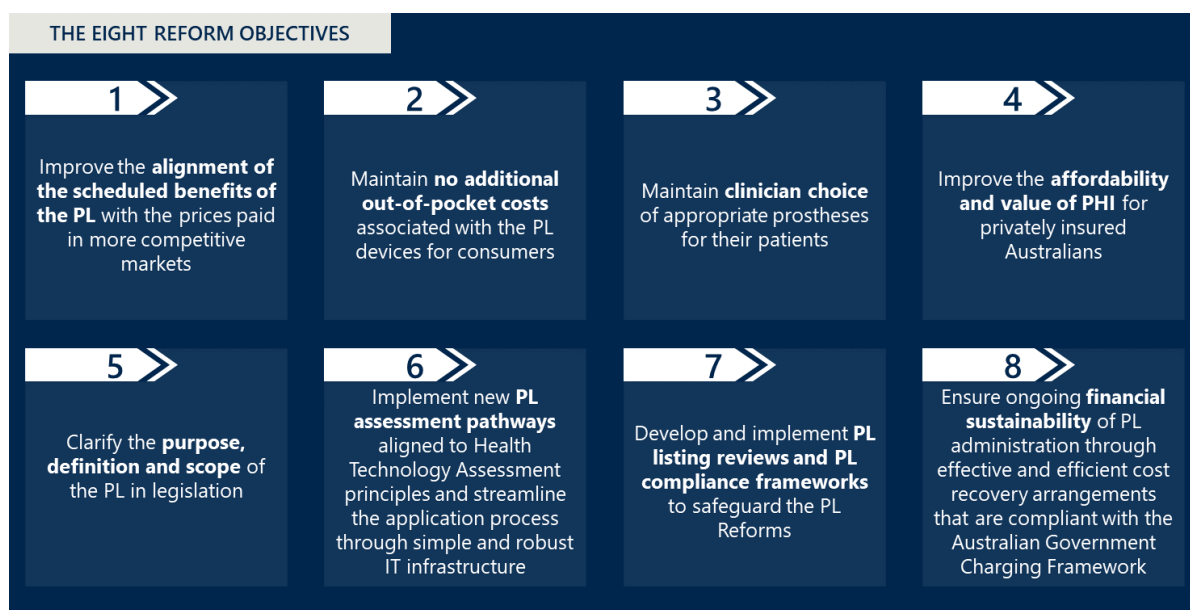 THE EIGHT REFORM OBJECTIVES
1
Improve the alignment of
the scheduled benefits of
the PL with the prices paid
in more competitive
markets
2
Maintain no additional
out-of-pocket costs
associated with the PL
devices for consumers
3
Maintain clinician choice
of appropriate prostheses
for their patients
4
Improve the affordability
and value of PHI for
privately insured
Australians
5
Clarify the purpose,
definition and scope of
the PL in legislation
6
Implement new PL
assessment pathways
aligned to Health
Technology Assessment
principles and streamline
the application process
through simple and robust
IT infrastructure
7
Develop and implement PL
listing reviews and PL
compliance frameworks
to safeguard the PL
Reforms
8
Ensure ongoing financial
sustainability of PL
administration through
effective and efficient cost
recovery arrangements
that are compliant with the
Australian Government
Charging Framework